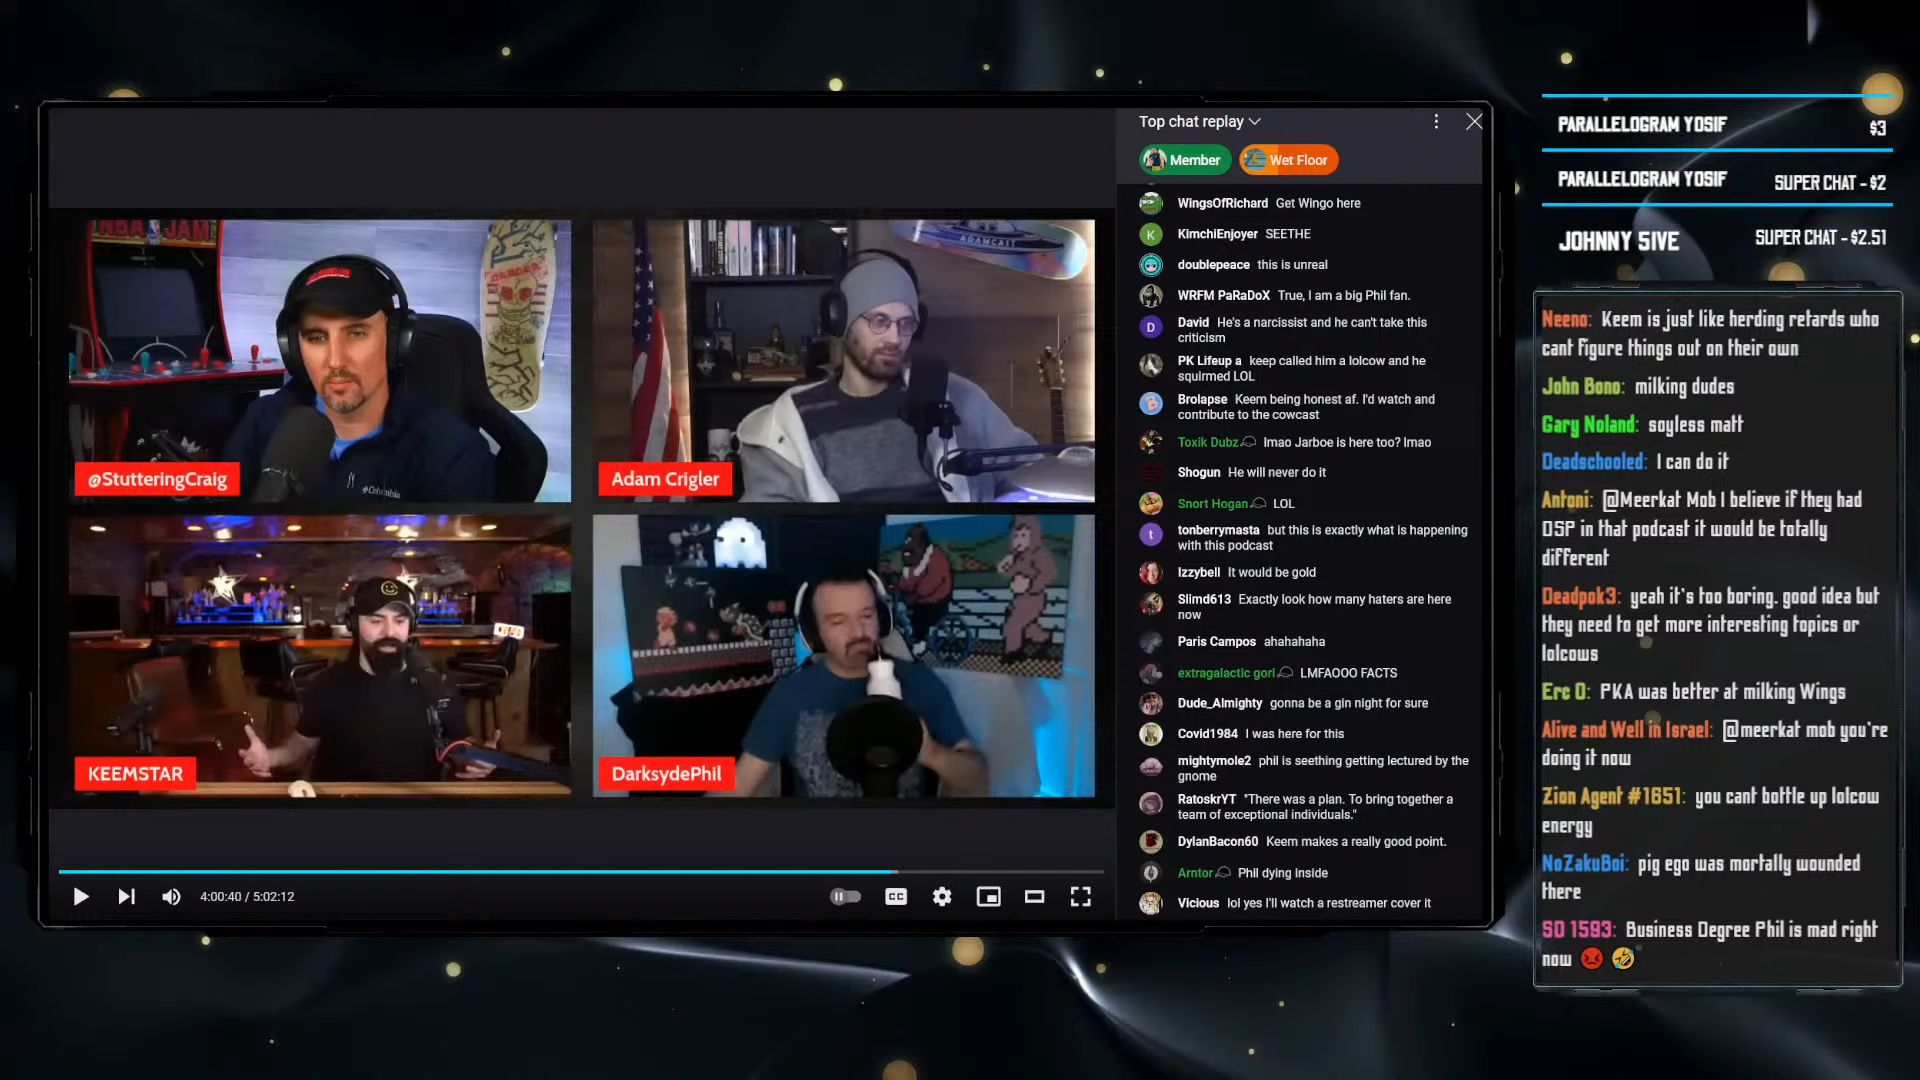 NBA JAM
DANGER
@StutteringCraig
Columbia
ADAMCAST
Adam Crigler
ON AIR
KEEMSTAR
DarksydePhil
4:00:40 / 5:02:12
CC
Top chat replay
Member
Wet Floor
WingsOfRichard Get Wingo here
K
KimchiEnjoyer SEETHE
doublepeace this is unreal
WRFM PaRaDoX True, I am a big Phil fan.
D
David He's a narcissist and he can't take this
criticism
PK Lifeup a keep called him a lolcow and he
squirmed LOL
Brolapse Keem being honest af. I'd watch and
contribute to the cowcast
Toxik Dubz lmao Jarboe is here too? lmao
Shogun He will never do it
Snort Hogan LOL
t
tonberrymasta but this is exactly what is happening
with this podcast
Izzybell It would be gold
Slimd613 Exactly look how many haters are here
now
Paris Campos ahahahaha
extragalactic gorl LMFAOOO FACTS
Dude_Almighty gonna be a gin night for sure
Covid1984 I was here for this
mightymole2 phil is seething getting lectured by the
gnome
RatoskrYT "There was a plan. To bring together a
team of exceptional individuals."
DylanBacon60 Keem makes a really good point.
Arntor Phil dying inside
Vicious lol yes I'll watch a restreamer cover it
PARALLELOGRAM YOSIF $3
PARALLELOGRAM YOSIF SUPER CHAT - $2
JOHNNY 5IVE SUPER CHAT - $2.51
Neeno: Keem is just like herding retards who
cant figure things out on their own
John Bono: milking dudes
Gary Noland: soyless matt
Deadschooled: I can do it
Antoni: @Meerkat Mob I believe if they had
DSP in that podcast it would be totally
different
Deadpok3: yeah it's too boring. good idea but
they need to get more interesting topics or
lolcows
Erc O: PKA was better at milking Wings
Alive and Well in Israel: @meerkat mob you're
doing it now
Zion Agent #1651: you cant bottle up lolcow
energy
NoZakuBoi: pig ego was mortally wounded
there
SD 1593: Business Degree Phil is mad right
now 😡 🤣